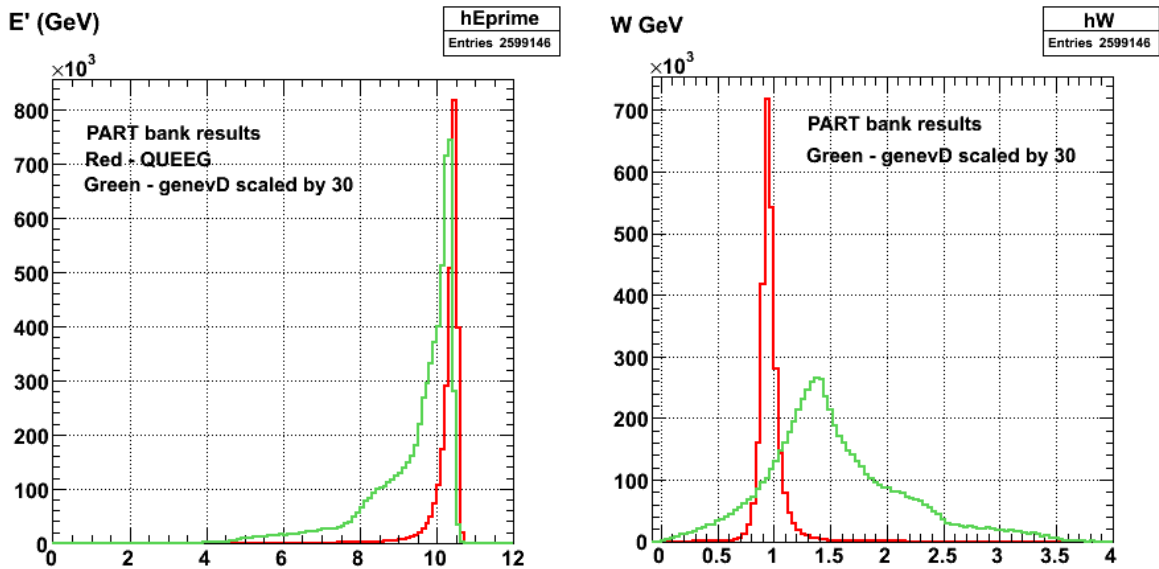 E' (GeV)
hEprime
Entries 2599146
×10³
800
700
600
500
400
300
200
100
0
PART bank results
Red - QUEEG
Green - genevD scaled by 30
0 2 4 6 8 10 12
W GeV
hW
Entries 2599146
×10³
700
600
500
400
300
200
100
0
PART bank results
Green - genevD scaled by 30
0 0.5 1 1.5 2 2.5 3 3.5 4